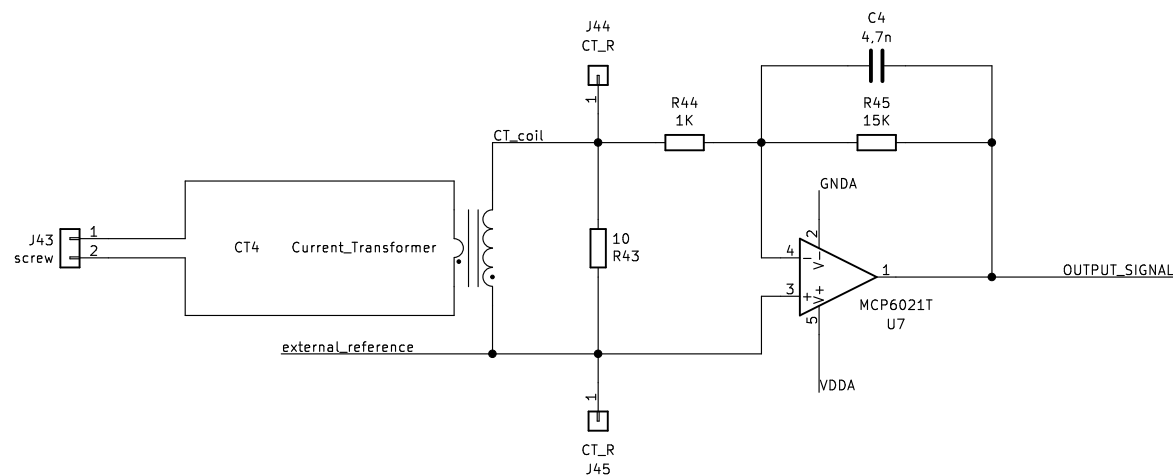 J44
CT_R
1
C4
4,7n
R44
1K
R45
15K
CT_coil
GNDA
J43
screw
1
2
CT4 Current_Transformer
10
R43
2
4
V-
-
1
OUTPUT_SIGNAL
3
+
V+
5
MCP6021T
U7
external_reference
VDDA
1
CT_R
J45